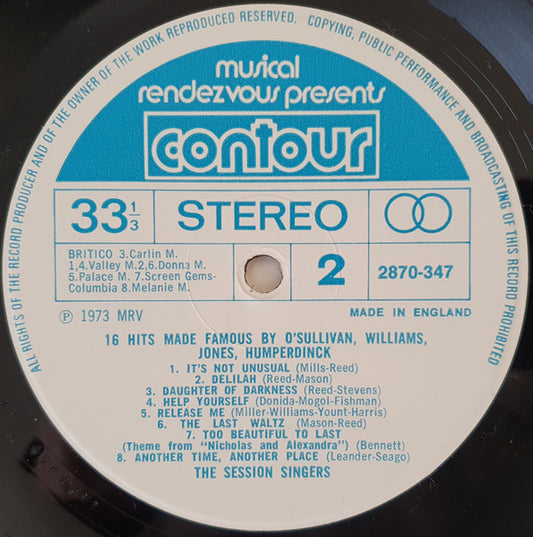 ALL RIGHTS OF THE RECORD PRODUCER AND OF THE OWNER OF THE WORK REPRODUCED RESERVED. COPYING, PUBLIC PERFORMANCE AND BROADCASTING OF THIS RECORD PROHIBITED
musical
rendezvous presents
contour
33 1/3 STEREO
BRITICO 3.Carlin M.
1,4.Valley M.2,6.Donna M.
5.Palace M. 7.Screen Gems-
Columbia 8.Melanie M.
2 2870-347
Ⓟ 1973 MRV MADE IN ENGLAND
16 HITS MADE FAMOUS BY O'SULLIVAN, WILLIAMS,
JONES, HUMPERDINCK
1. IT'S NOT UNUSUAL (Mills-Reed)
2. DELILAH (Reed-Mason)
3. DAUGHTER OF DARKNESS (Reed-Stevens)
4. HELP YOURSELF (Donida-Mogol-Fishman)
5. RELEASE ME (Miller-Williams-Yount-Harris)
6. THE LAST WALTZ (Mason-Reed)
7. TOO BEAUTIFUL TO LAST
(Theme from "Nicholas and Alexandra") (Bennett)
8. ANOTHER TIME, ANOTHER PLACE (Leander-Seago)
THE SESSION SINGERS